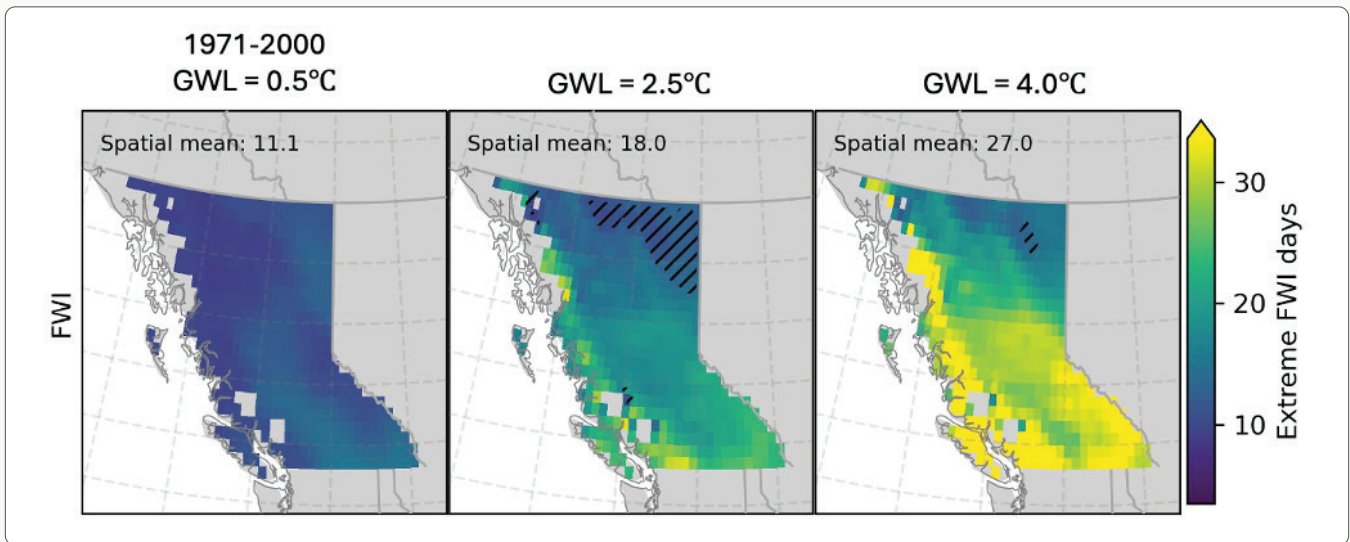 1971-2000
GWL = 0.5°C
GWL = 2.5°C
GWL = 4.0°C
Spatial mean: 11.1
Spatial mean: 18.0
Spatial mean: 27.0
FWI
30
20
10
Extreme FWI days